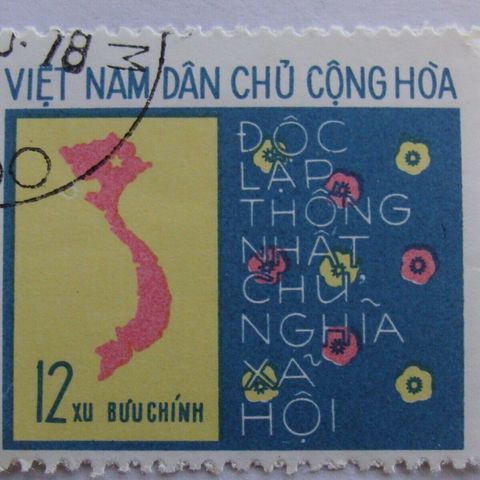 VIỆT NAM DÂN CHỦ CỘNG HÒA
ĐỘC
LẬP
THỐNG
NHẤT,
CHỦ
NGHĨA
XÃ
HỘI
12 XU BƯU CHÍNH